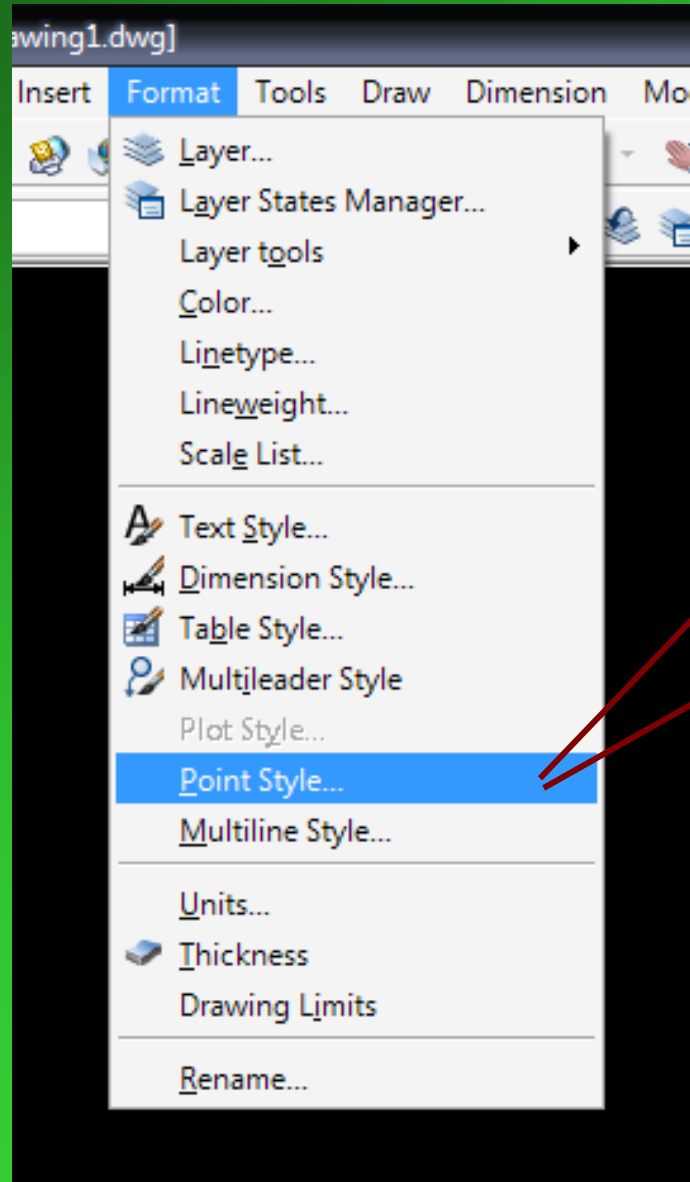 awing1.dwg]
Insert Format Tools Draw Dimension Mo
Layer...
Layer States Manager...
Layer tools
Color...
Linetype...
Lineweight...
Scale List...
Text Style...
Dimension Style...
Table Style...
Multileader Style
Plot Style...
Point Style...
Multiline Style...
Units...
Thickness
Drawing Limits
Rename...